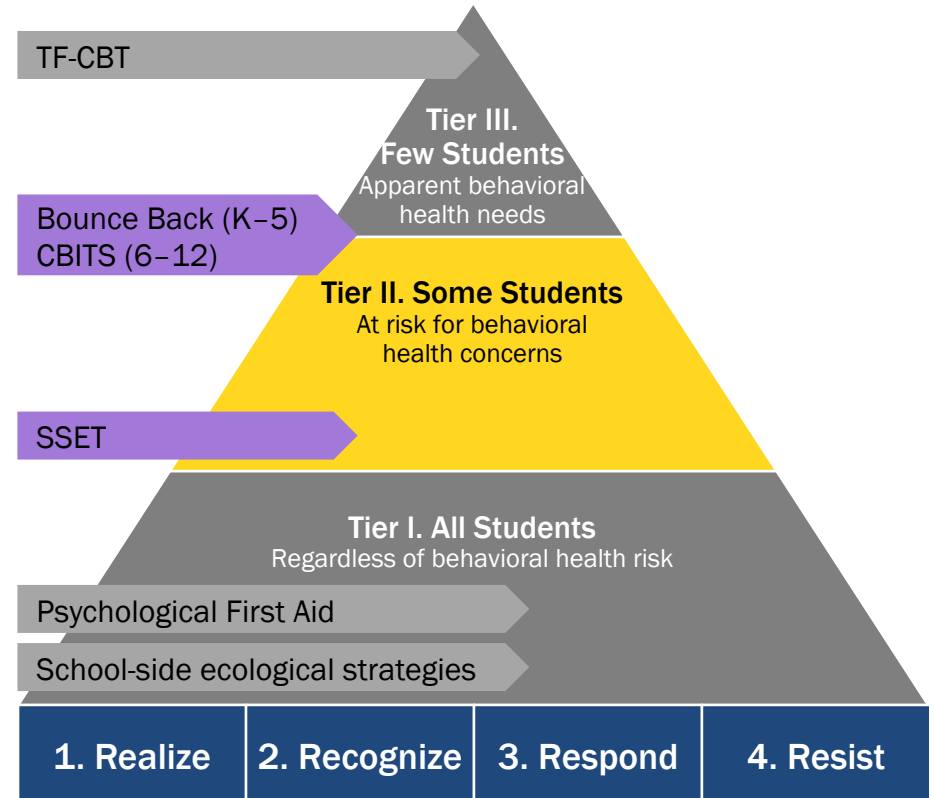 TF-CBT
Tier III.
Few Students
Apparent behavioral
health needs
Bounce Back (K–5)
CBITS (6–12)
Tier II. Some Students
At risk for behavioral
health concerns
SSET
Tier I. All Students
Regardless of behavioral health risk
Psychological First Aid
School-side ecological strategies
1. Realize
2. Recognize
3. Respond
4. Resist